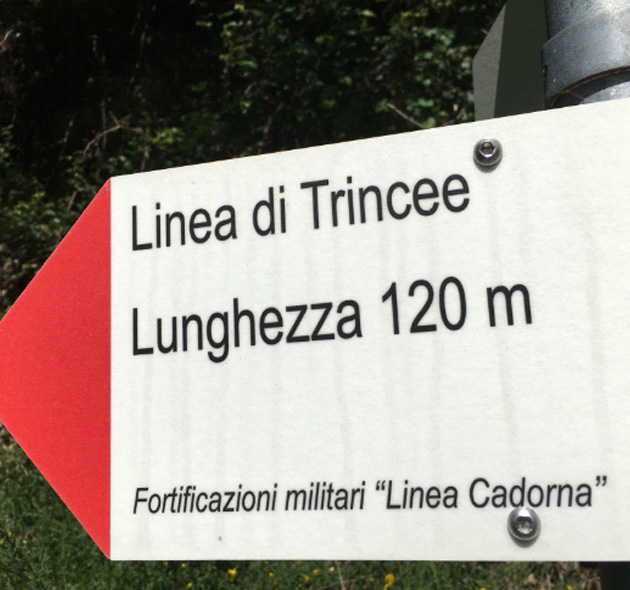 Linea di Trincee
Lunghezza 120 m
Fortificazioni militari “Linea Cadorna”